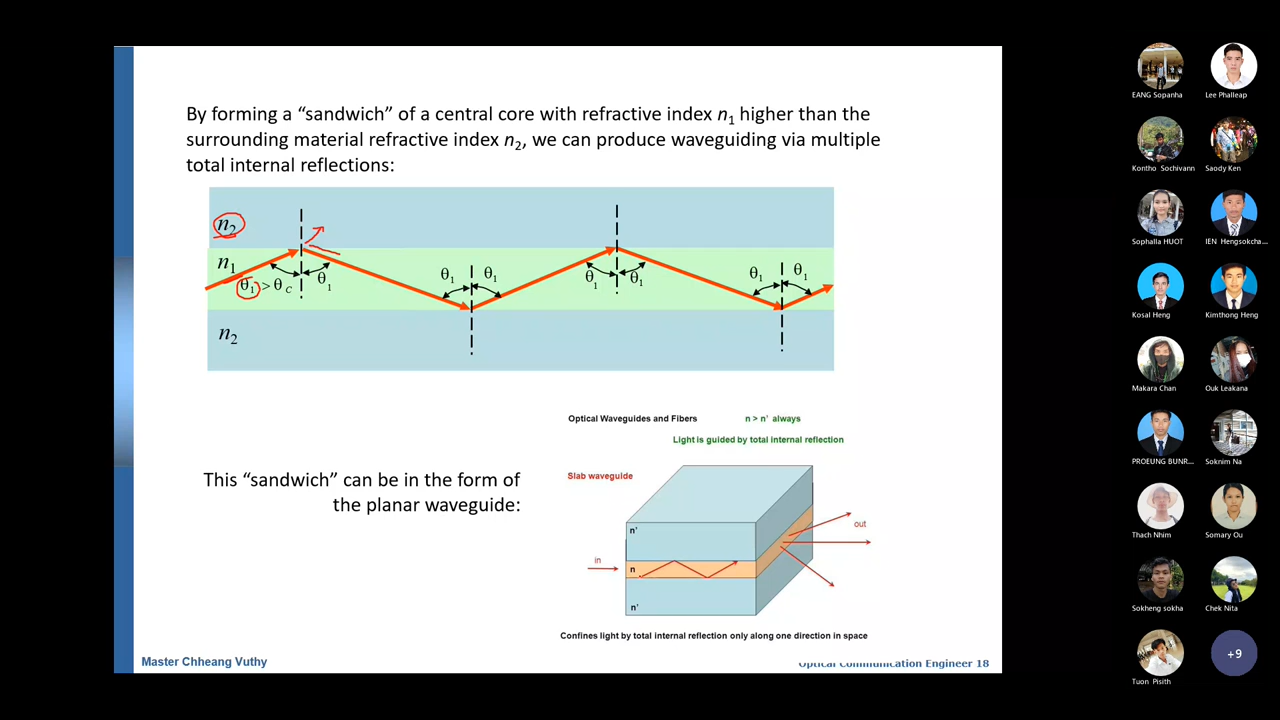 By forming a “sandwich” of a central core with refractive index n1 higher than the
surrounding material refractive index n2, we can produce waveguiding via multiple
total internal reflections:
n2
n1
θ1 > θC
θ1
θ1
θ1
θ1
θ1
θ1
θ1
n2
Optical Waveguides and Fibers
n > n' always
Light is guided by total internal reflection
This “sandwich” can be in the form of
the planar waveguide:
Slab waveguide
n'
in
n
n'
out
Confines light by total internal reflection only along one direction in space
Master Chheang Vuthy
Optical Communication Engineer 18
EANG Sopanha
Lee Phalleap
Kontho Sochivann
Saody Ken
Sophalla HUOT
IEN Hengsokcha...
Kosal Heng
Kimthong Heng
Makara Chan
Ouk Leakana
PROEUNG BUNR...
Soknim Na
Thach Nhim
Somary Ou
Sokheng sokha
Chek Nita
Tuon Pisith
+9